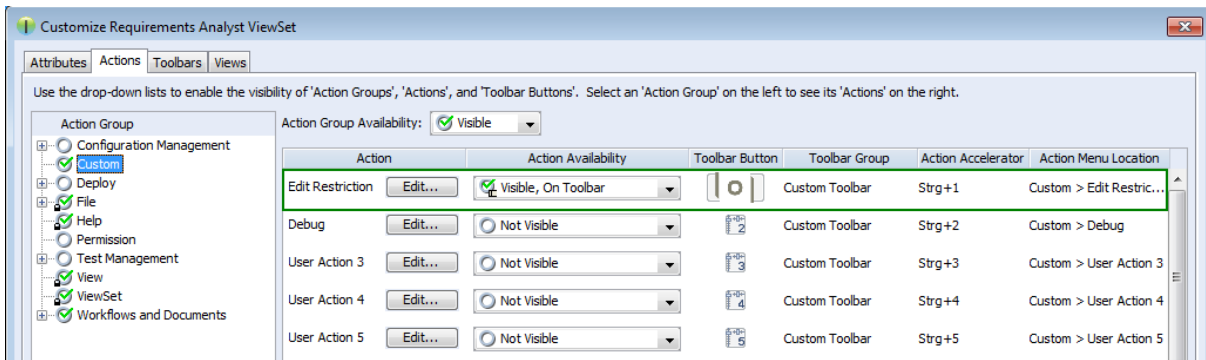 Customize Requirements Analyst ViewSet
Attributes Actions Toolbars Views
Use the drop-down lists to enable the visibility of 'Action Groups', 'Actions', and 'Toolbar Buttons'. Select an 'Action Group' on the left to see its 'Actions' on the right.
Action Group
Configuration Management
Custom
Deploy
File
Help
Permission
Test Management
View
ViewSet
Workflows and Documents
Action Group Availability: Visible
Action Action Availability Toolbar Button Toolbar Group Action Accelerator Action Menu Location
Edit Restriction Edit... Visible, On Toolbar Custom Toolbar Strg+1 Custom > Edit Restric...
Debug Edit... Not Visible 2 Custom Toolbar Strg+2 Custom > Debug
User Action 3 Edit... Not Visible 3 Custom Toolbar Strg+3 Custom > User Action 3
User Action 4 Edit... Not Visible 4 Custom Toolbar Strg+4 Custom > User Action 4
User Action 5 Edit... Not Visible 5 Custom Toolbar Strg+5 Custom > User Action 5